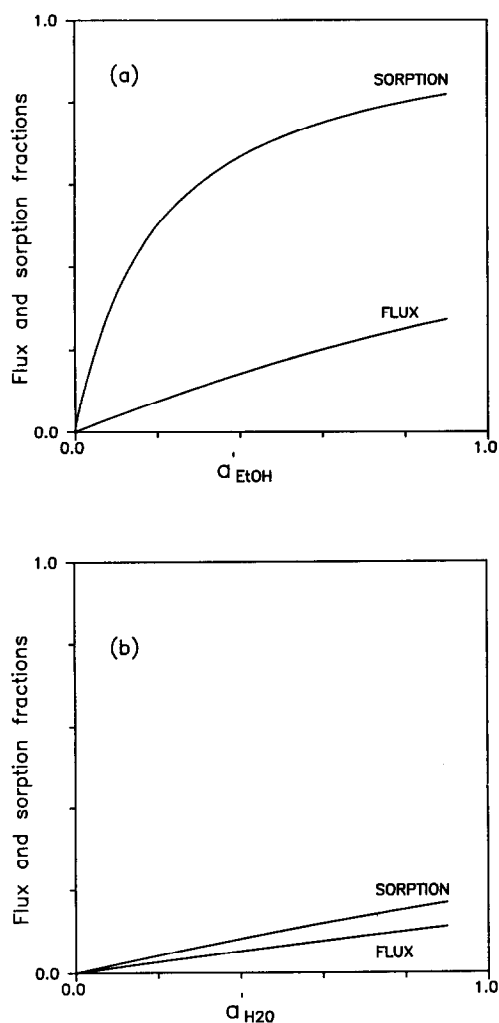 1.0
(a)
SORPTION
Flux and sorption fractions
FLUX
0.0
0.0
1.0
a'EtOH
1.0
(b)
Flux and sorption fractions
SORPTION
FLUX
0.0
0.0
1.0
a'H2O